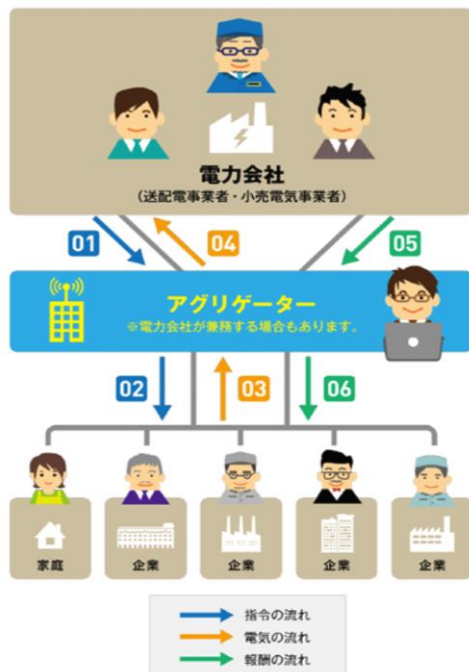 電力会社
（送配電事業者・小売電気事業者）
01
04
05
アグリゲーター
※電力会社が兼務する場合もあります。
02
03
06
家庭
企業
企業
企業
企業
指令の流れ
電気の流れ
報酬の流れ